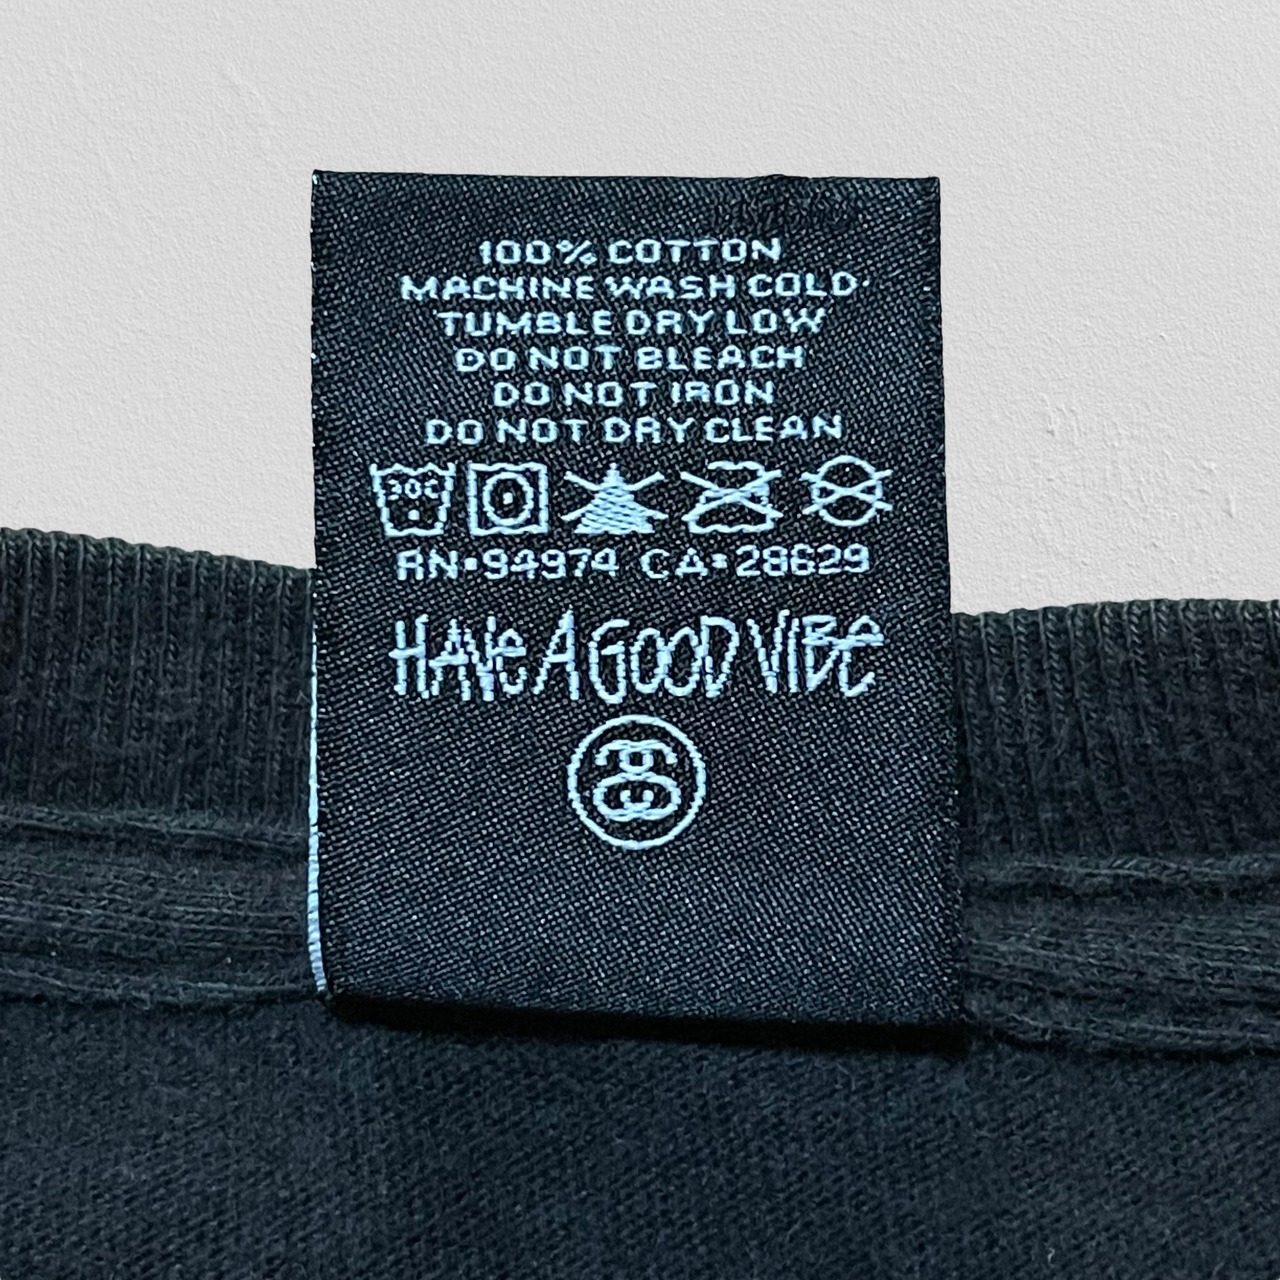 100% COTTON
MACHINE WASH COLD
TUMBLE DRY LOW
DO NOT BLEACH
DO NOT IRON
DO NOT DRY CLEAN
30C
RN•94974 CA•28629
HAVE A GOOD VIBE